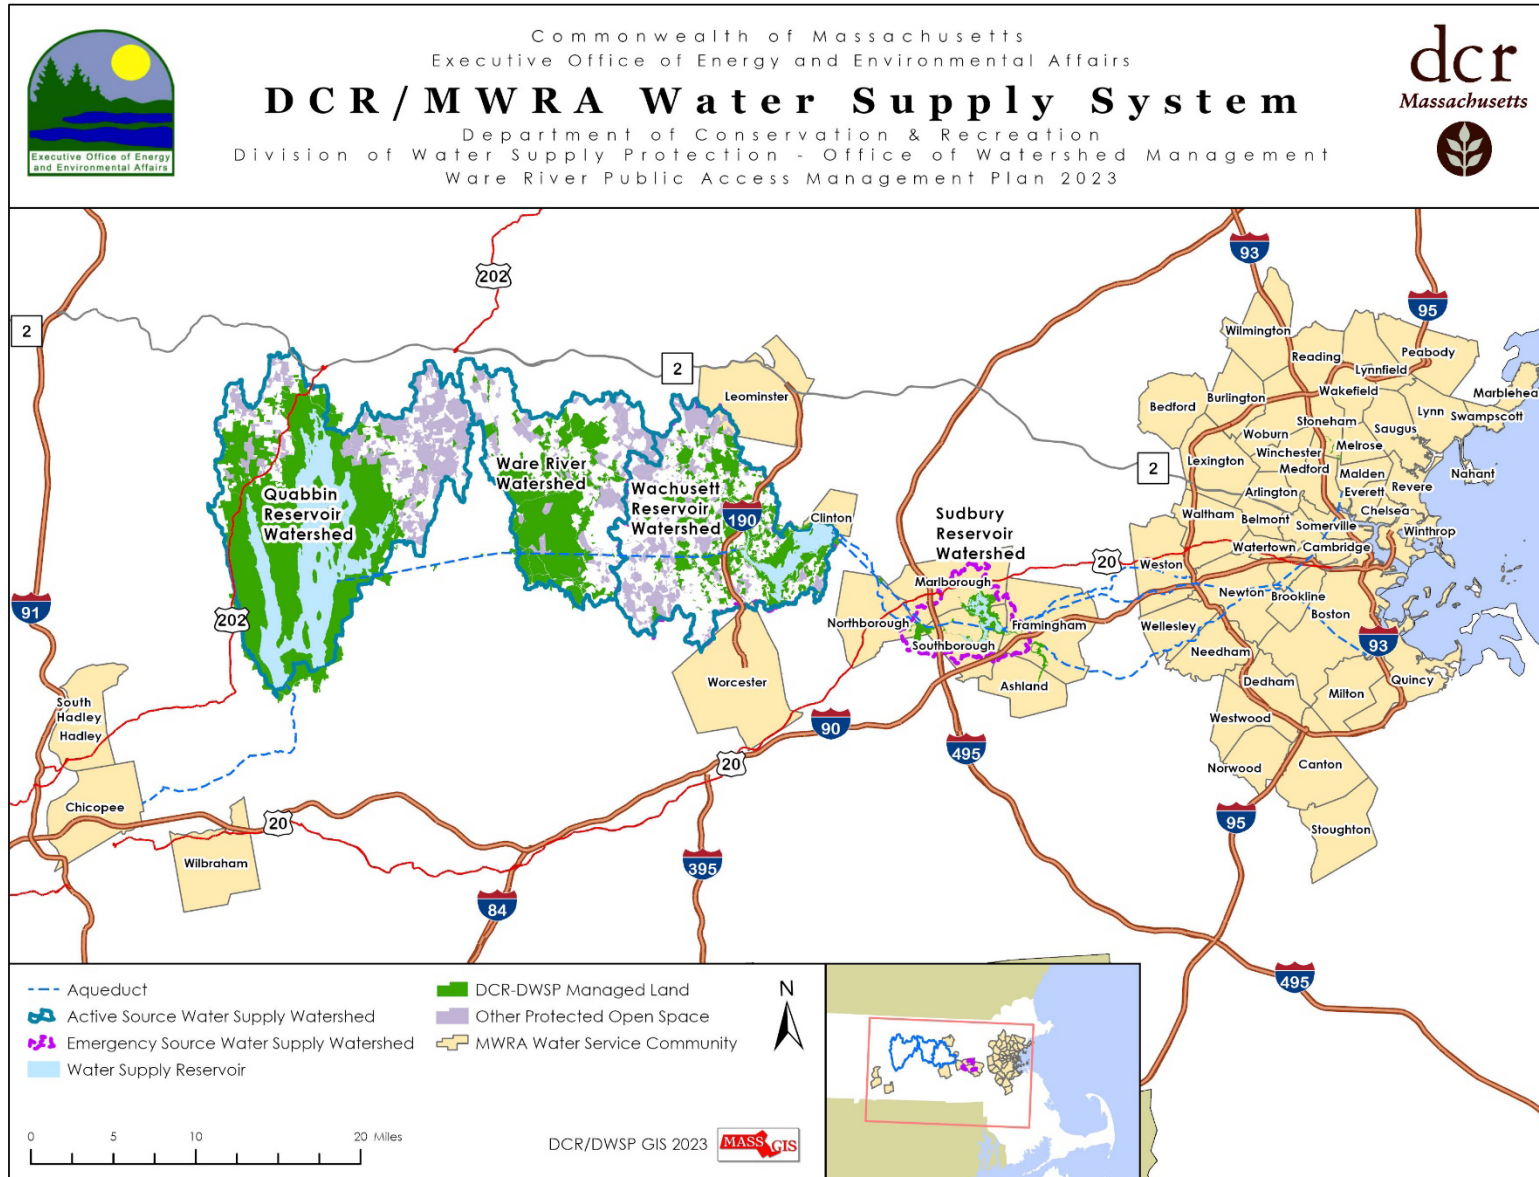 Commonwealth of Massachusetts
Executive Office of Energy and Environmental Affairs
DCR/MWRA Water Supply System
Department of Conservation & Recreation
Division of Water Supply Protection - Office of Watershed Management
Ware River Public Access Management Plan 2023
Executive Office of Energy
and Environmental Affairs
dcr
Massachusetts
93
202
2
95
Wilmington
Reading
Peabody
Lynnfield
2
Leominster
Burlington
Wakefield
Marblehea
Bedford
Lynn
Swampscott
Stoneham
Saugus
Woburn
Melrose
Winchester
Lexington
Medford
Malden
Nahant
2
Ware River
Watershed
Quabbin
Reservoir
Watershed
Wachusett
Reservoir
Watershed
190
Clinton
Arlington
Everett
Revere
Chelsea
Waltham
Belmont
Somerville
Winthrop
Sudbury
Reservoir
Watershed
Watertown
Cambridge
20
Weston
Marlborough
91
202
Newton
Brookline
Boston
Northborough
Framingham
Wellesley
Southborough
93
Needham
Worcester
Ashland
Dedham
Milton
Quincy
South
Hadley
Hadley
Westwood
90
495
20
Norwood
Canton
Chicopee
20
95
Stoughton
Wilbraham
395
84
495
Aqueduct
Active Source Water Supply Watershed
Emergency Source Water Supply Watershed
Water Supply Reservoir
DCR-DWSP Managed Land
Other Protected Open Space
MWRA Water Service Community
N
0 5 10 20 Miles
DCR/DWSP GIS 2023
MASS GIS